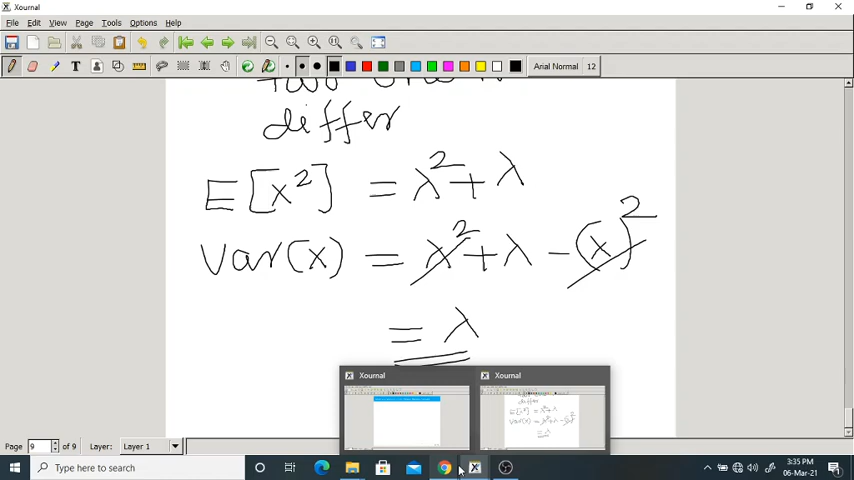 Xournal
File Edit View Page Tools Options Help
Arial Normal 12
differ
E[x²] = λ² + λ
Var(x) = λ² + λ - (λ)²
= λ
Xournal Xournal
Page 9 of 9 Layer: Layer 1
Type here to search
3:35 PM
06-Mar-21